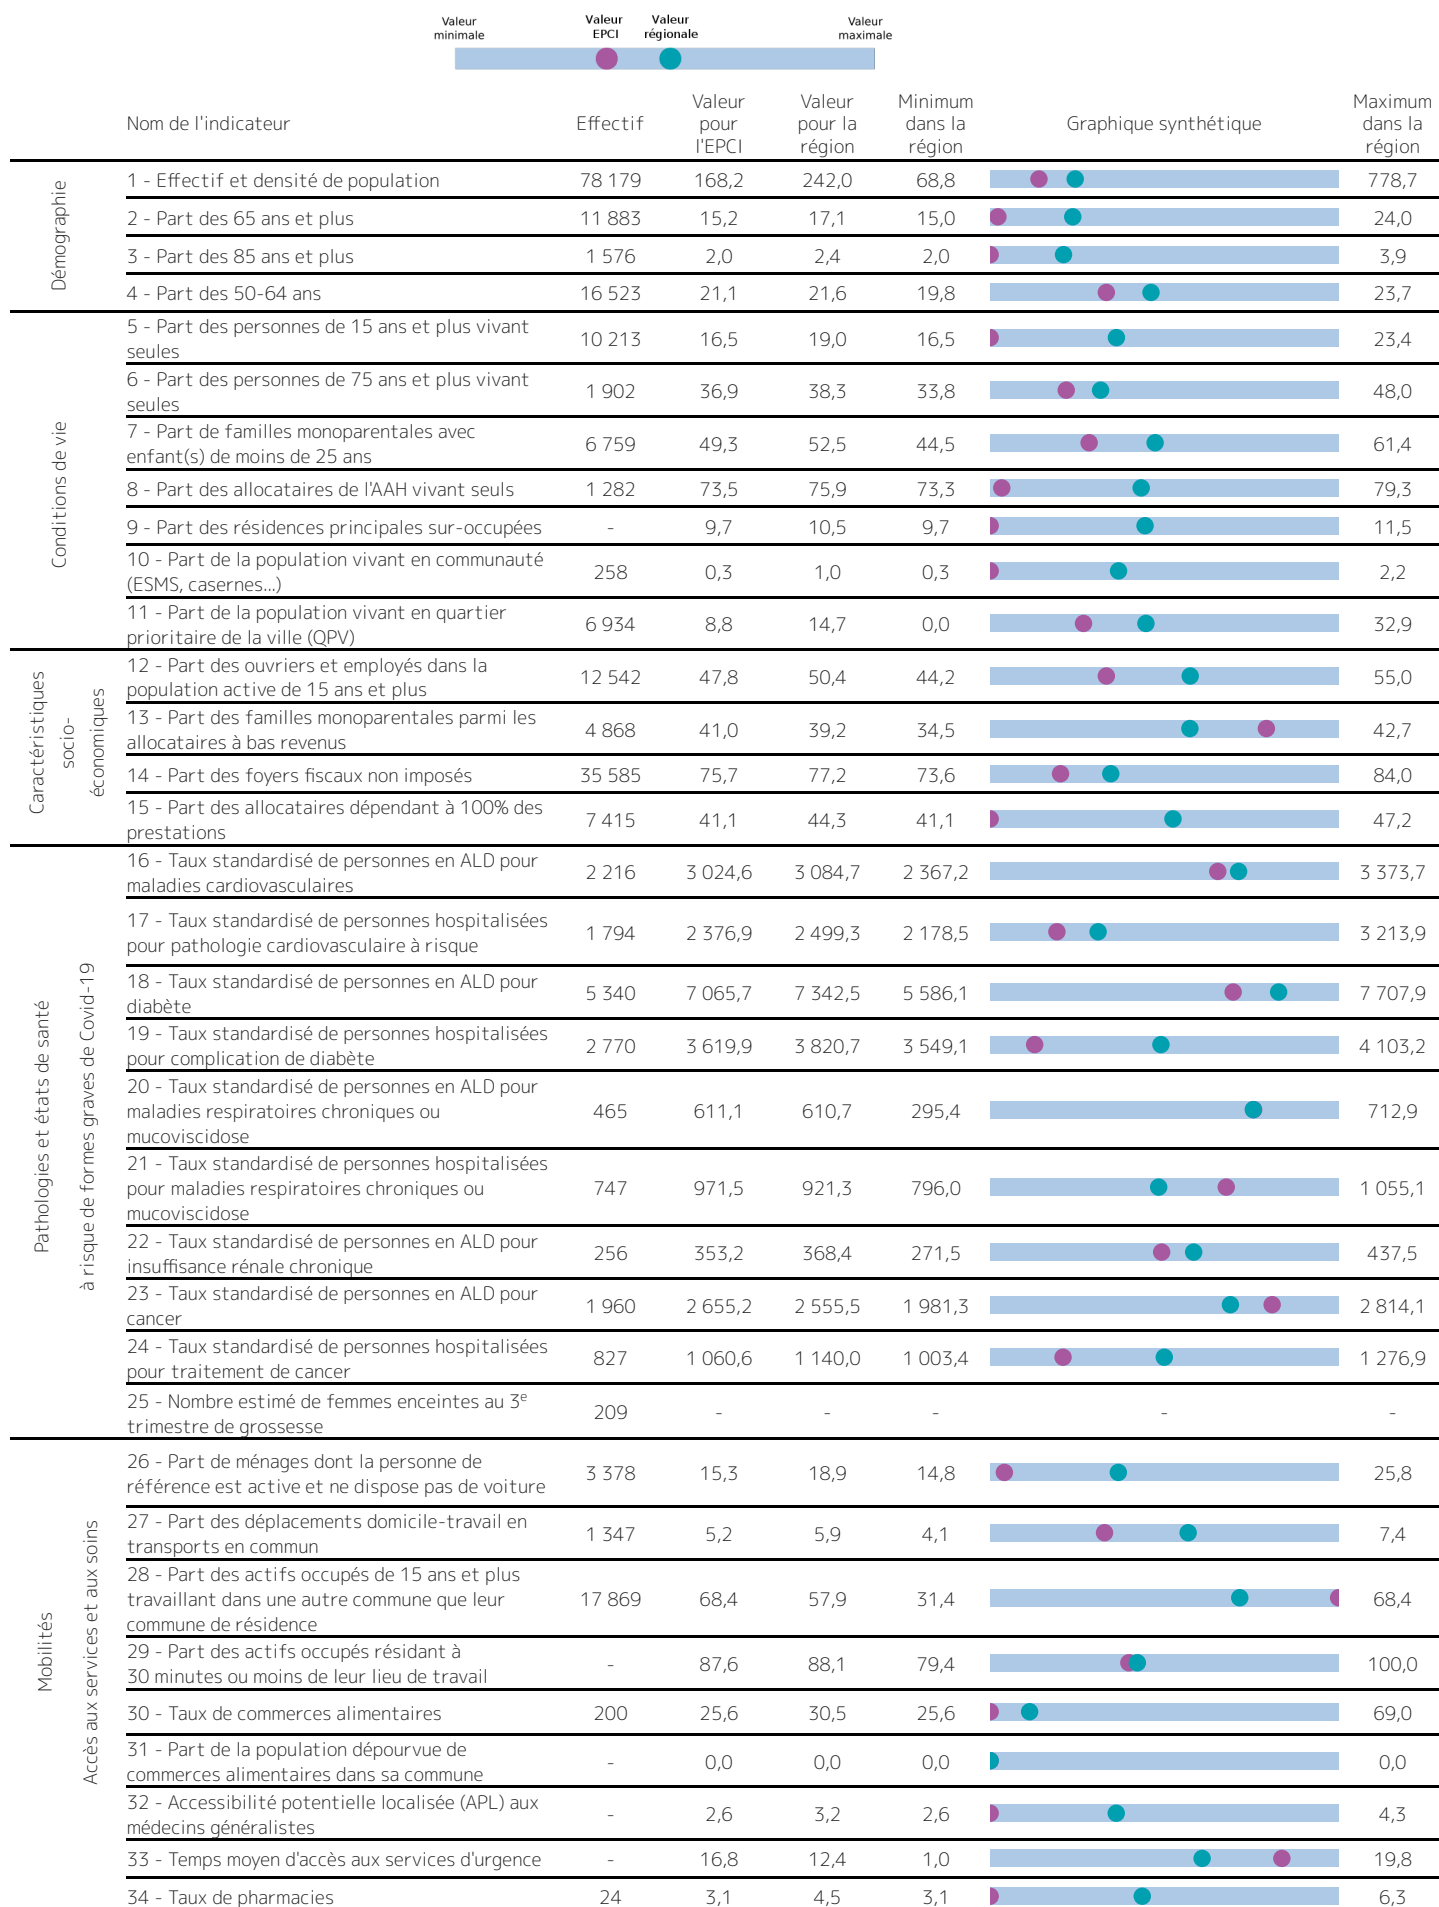 Valeur minimale
Valeur EPCI
Valeur régionale
Valeur maximale
Nom de l'indicateur
Effectif
Valeur pour l'EPCI
Valeur pour la région
Minimum dans la région
Graphique synthétique
Maximum dans la région
Démographie
1 - Effectif et densité de population 78 179 168,2 242,0 68,8 778,7
2 - Part des 65 ans et plus 11 883 15,2 17,1 15,0 24,0
3 - Part des 85 ans et plus 1 576 2,0 2,4 2,0 3,9
4 - Part des 50-64 ans 16 523 21,1 21,6 19,8 23,7
Conditions de vie
5 - Part des personnes de 15 ans et plus vivant
seules 10 213 16,5 19,0 16,5 23,4
6 - Part des personnes de 75 ans et plus vivant
seules 1 902 36,9 38,3 33,8 48,0
7 - Part de familles monoparentales avec
enfant(s) de moins de 25 ans 6 759 49,3 52,5 44,5 61,4
8 - Part des allocataires de l'AAH vivant seuls 1 282 73,5 75,9 73,3 79,3
9 - Part des résidences principales sur-occupées - 9,7 10,5 9,7 11,5
10 - Part de la population vivant en communauté
(ESMS, casernes...) 258 0,3 1,0 0,3 2,2
11 - Part de la population vivant en quartier
prioritaire de la ville (QPV) 6 934 8,8 14,7 0,0 32,9
Caractéristiques
socio-
économiques
12 - Part des ouvriers et employés dans la
population active de 15 ans et plus 12 542 47,8 50,4 44,2 55,0
13 - Part des familles monoparentales parmi les
allocataires à bas revenus 4 868 41,0 39,2 34,5 42,7
14 - Part des foyers fiscaux non imposés 35 585 75,7 77,2 73,6 84,0
15 - Part des allocataires dépendant à 100% des
prestations 7 415 41,1 44,3 41,1 47,2
Pathologies et états de santé
à risque de formes graves de Covid-19
16 - Taux standardisé de personnes en ALD pour
maladies cardiovasculaires 2 216 3 024,6 3 084,7 2 367,2 3 373,7
17 - Taux standardisé de personnes hospitalisées
pour pathologie cardiovasculaire à risque 1 794 2 376,9 2 499,3 2 178,5 3 213,9
18 - Taux standardisé de personnes en ALD pour
diabète 5 340 7 065,7 7 342,5 5 586,1 7 707,9
19 - Taux standardisé de personnes hospitalisées
pour complication de diabète 2 770 3 619,9 3 820,7 3 549,1 4 103,2
20 - Taux standardisé de personnes en ALD pour
maladies respiratoires chroniques ou
mucoviscidose 465 611,1 610,7 295,4 712,9
21 - Taux standardisé de personnes hospitalisées
pour maladies respiratoires chroniques ou
mucoviscidose 747 971,5 921,3 796,0 1 055,1
22 - Taux standardisé de personnes en ALD pour
insuffisance rénale chronique 256 353,2 368,4 271,5 437,5
23 - Taux standardisé de personnes en ALD pour
cancer 1 960 2 655,2 2 555,5 1 981,3 2 814,1
24 - Taux standardisé de personnes hospitalisées
pour traitement de cancer 827 1 060,6 1 140,0 1 003,4 1 276,9
25 - Nombre estimé de femmes enceintes au 3e
trimestre de grossesse 209 - - - - -
Mobilités
Accès aux services et aux soins
26 - Part de ménages dont la personne de
référence est active et ne dispose pas de voiture 3 378 15,3 18,9 14,8 25,8
27 - Part des déplacements domicile-travail en
transports en commun 1 347 5,2 5,9 4,1 7,4
28 - Part des actifs occupés de 15 ans et plus
travaillant dans une autre commune que leur
commune de résidence 17 869 68,4 57,9 31,4 68,4
29 - Part des actifs occupés résidant à
30 minutes ou moins de leur lieu de travail - 87,6 88,1 79,4 100,0
30 - Taux de commerces alimentaires 200 25,6 30,5 25,6 69,0
31 - Part de la population dépourvue de
commerces alimentaires dans sa commune - 0,0 0,0 0,0 0,0
32 - Accessibilité potentielle localisée (APL) aux
médecins généralistes - 2,6 3,2 2,6 4,3
33 - Temps moyen d'accès aux services d'urgence - 16,8 12,4 1,0 19,8
34 - Taux de pharmacies 24 3,1 4,5 3,1 6,3